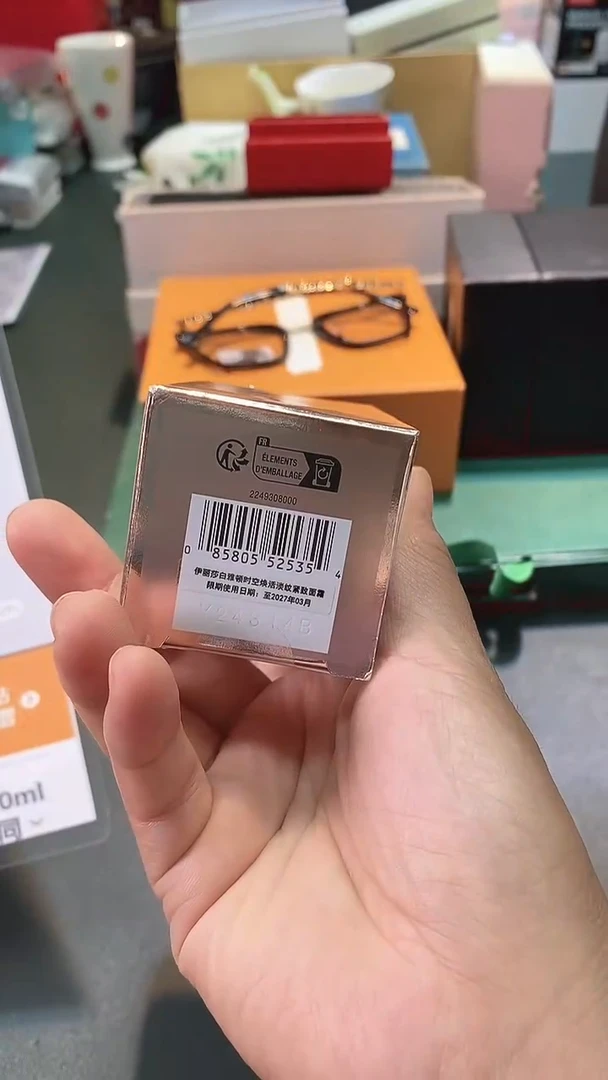 FR
ÉLEMENTS
D'EMBALLAGE
2249308000
0 85805 52535 4
伊丽莎白雅顿时空焕活淡纹紧致面霜
限期使用日期：至2027年03月
0ml